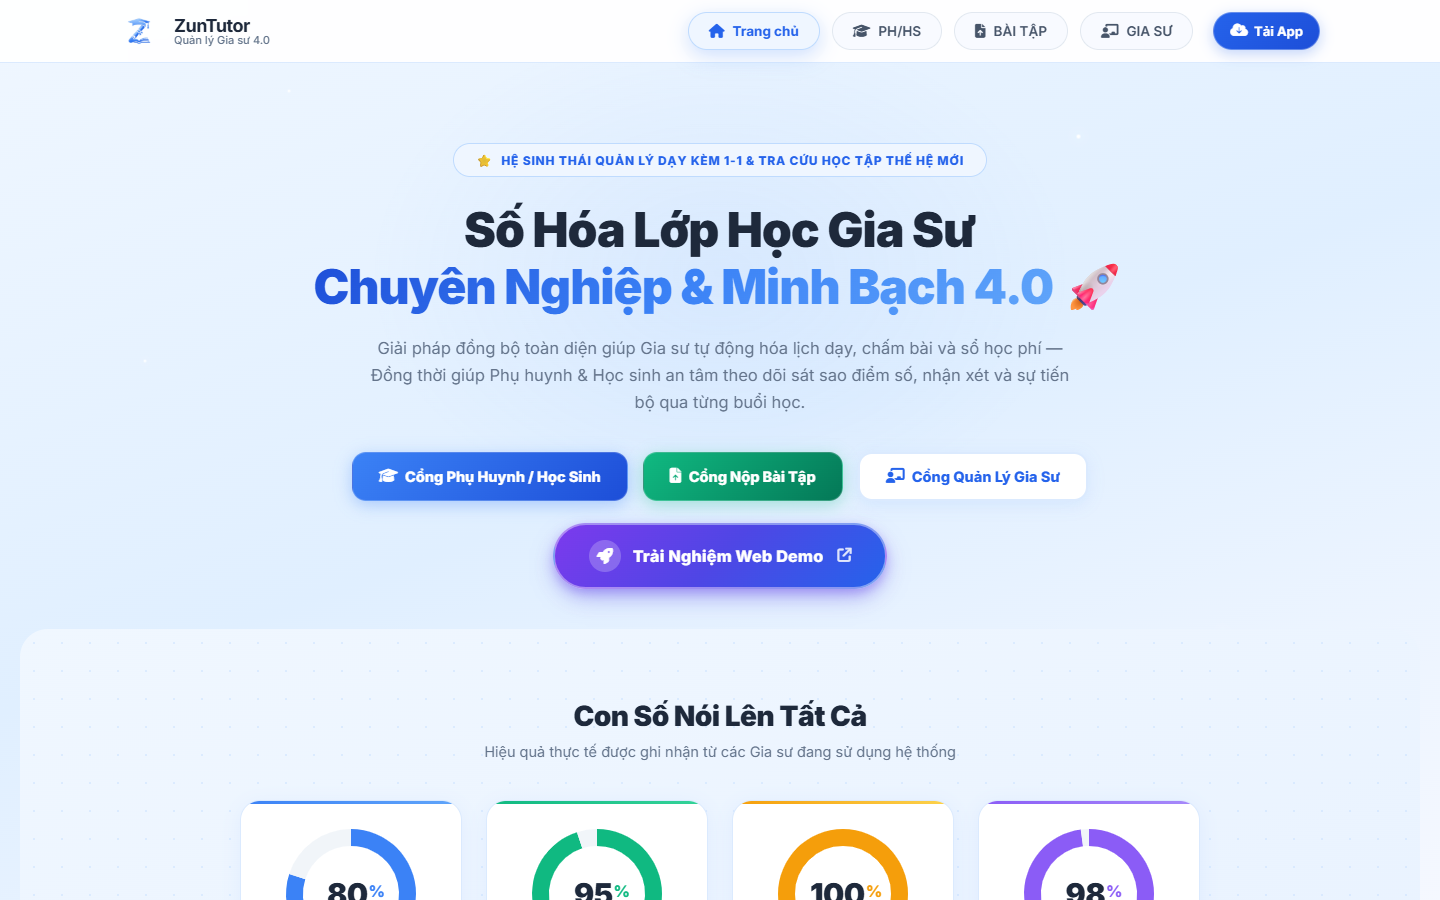 ZunTutor
Quản lý Gia sư 4.0
Trang chủ
PH/HS
BÀI TẬP
GIA SƯ
Tải App
HỆ SINH THÁI QUẢN LÝ DẠY KÈM 1-1 & TRA CỨU HỌC TẬP THẾ HỆ MỚI
Số Hóa Lớp Học Gia Sư
Chuyên Nghiệp & Minh Bạch 4.0 🚀
Giải pháp đồng bộ toàn diện giúp Gia sư tự động hóa lịch dạy, chấm bài và sổ học phí —
Đồng thời giúp Phụ huynh & Học sinh an tâm theo dõi sát sao điểm số, nhận xét và sự tiến
bộ qua từng buổi học.
Cổng Phụ Huynh / Học Sinh
Cổng Nộp Bài Tập
Cổng Quản Lý Gia Sư
Trải Nghiệm Web Demo
Con Số Nói Lên Tất Cả
Hiệu quả thực tế được ghi nhận từ các Gia sư đang sử dụng hệ thống
80%
95%
100%
98%